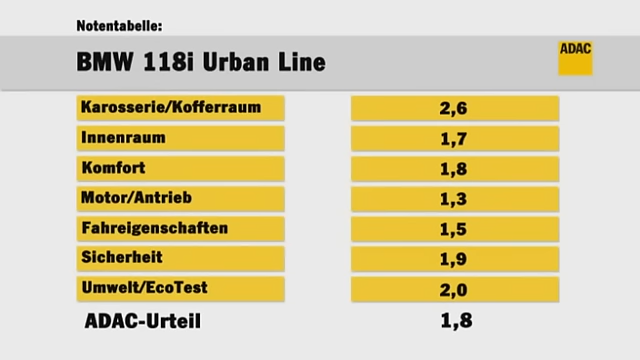 Notentabelle:
BMW 118i Urban Line
ADAC
Karosserie/Kofferraum 2,6
Innenraum 1,7
Komfort 1,8
Motor/Antrieb 1,3
Fahreigenschaften 1,5
Sicherheit 1,9
Umwelt/EcoTest 2,0
ADAC-Urteil 1,8